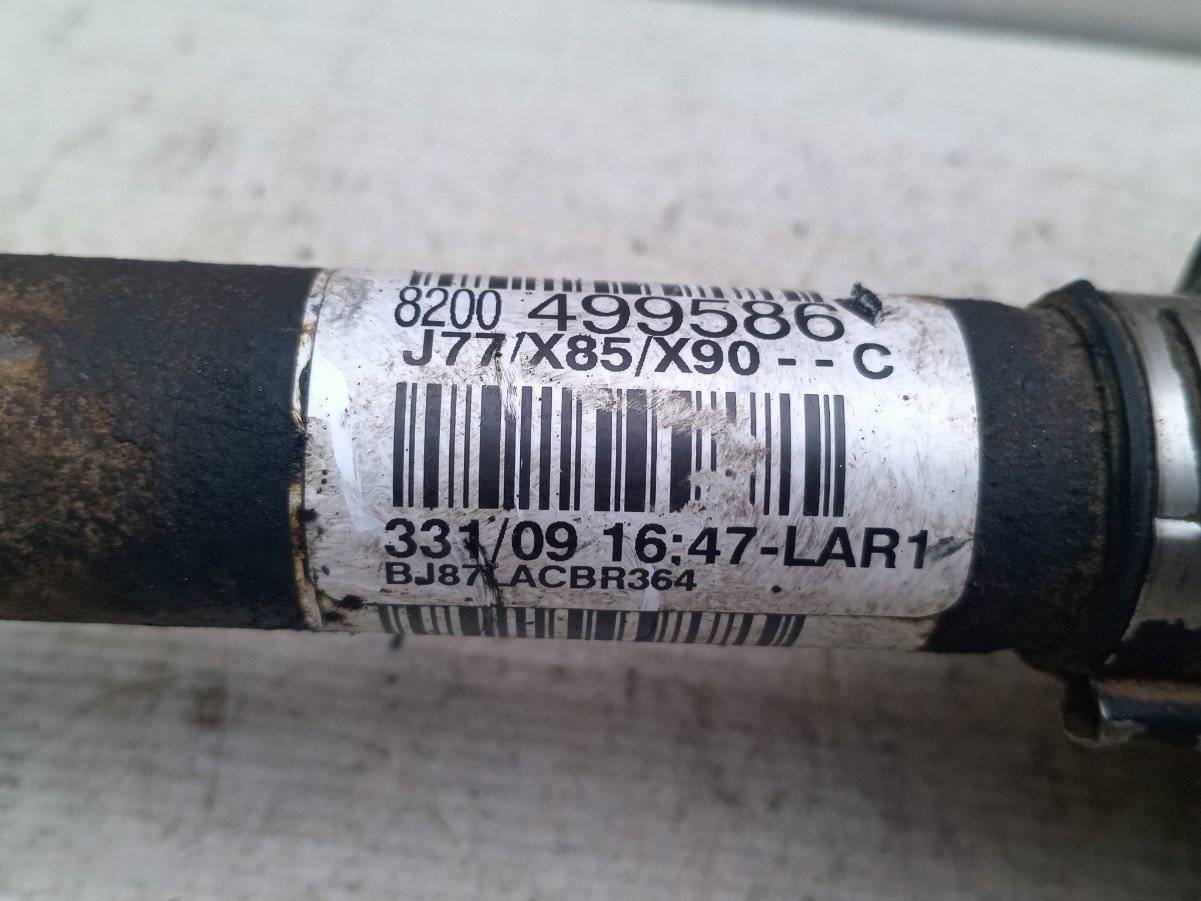 8200 499586
J77/X85/X90 - - C
331/09 16:47-LAR1
BJ87LACBR364